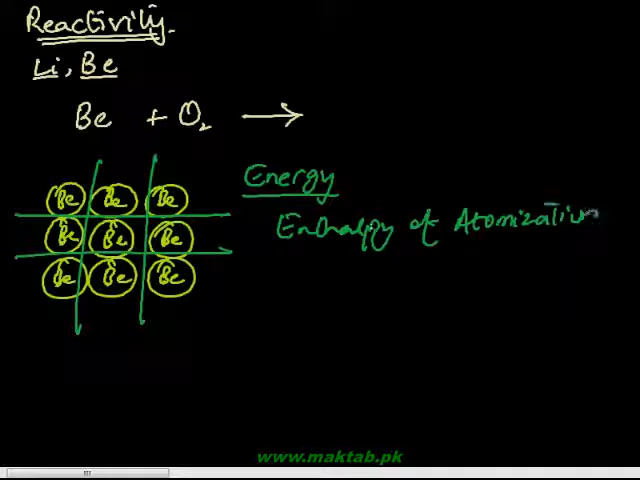 Reactivity.
Li, Be
Be + O₂ →
Be Be Be
Be Be Be
Be Be Be
Energy
Enthalpy of Atomization
www.maktab.pk